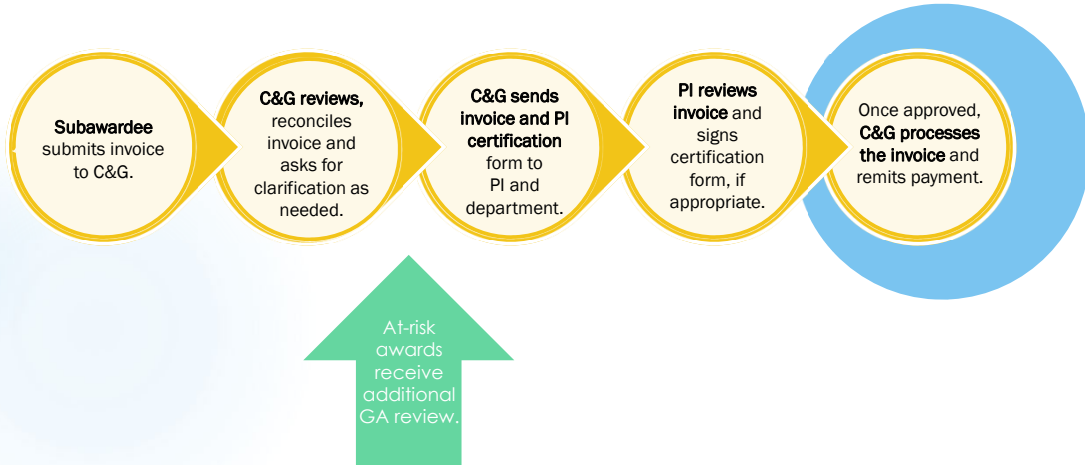 Subawardee
submits invoice
to C&G.
C&G reviews,
reconciles
invoice and
asks for
clarification as
needed.
C&G sends
invoice and PI
certification
form to
PI and
department.
PI reviews
invoice and
signs
certification
form, if
appropriate.
Once approved,
C&G processes
the invoice and
remits payment.
At-risk
awards
receive
additional
GA review.